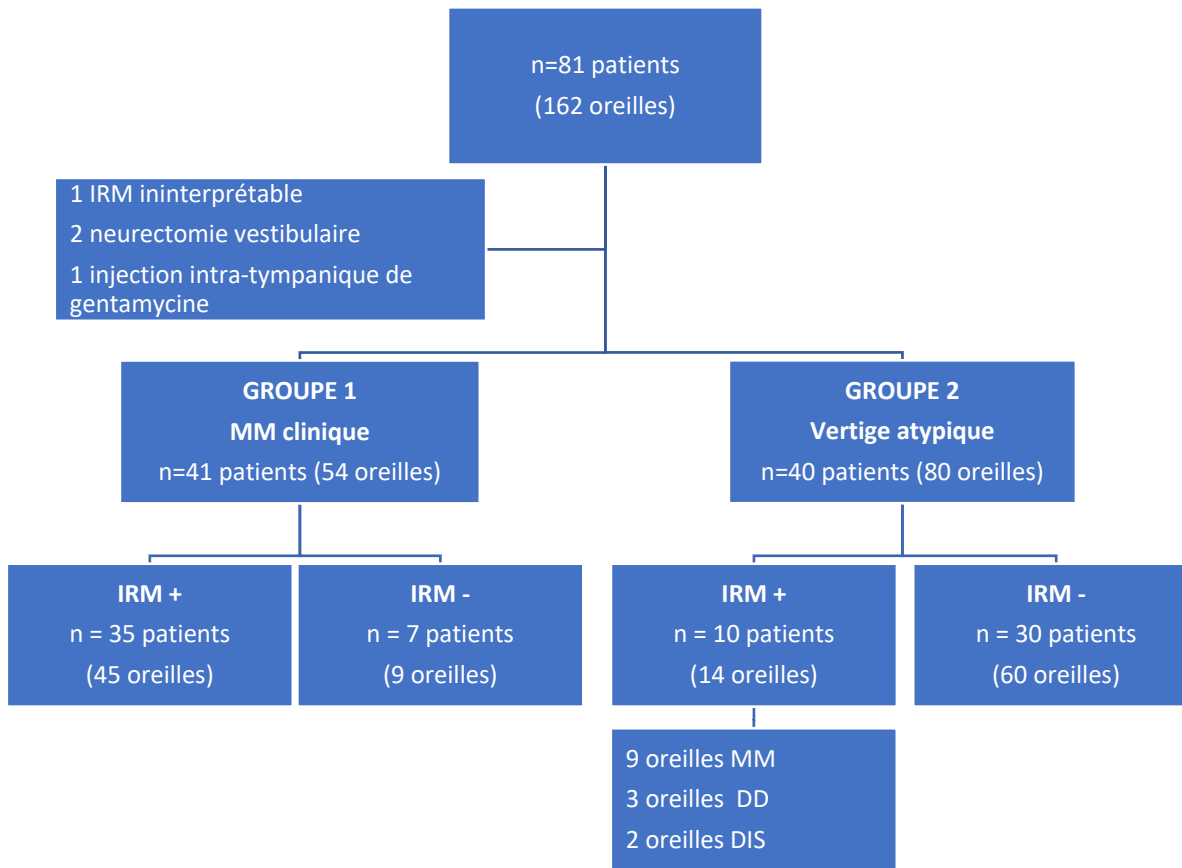 n=81 patients
(162 oreilles)
1 IRM ininterprétable
2 neurectomie vestibulaire
1 injection intra-tympanique de
gentamycine
GROUPE 1
MM clinique
n=41 patients (54 oreilles)
GROUPE 2
Vertige atypique
n=40 patients (80 oreilles)
IRM +
n = 35 patients
(45 oreilles)
IRM -
n = 7 patients
(9 oreilles)
IRM +
n = 10 patients
(14 oreilles)
IRM -
n = 30 patients
(60 oreilles)
9 oreilles MM
3 oreilles DD
2 oreilles DIS